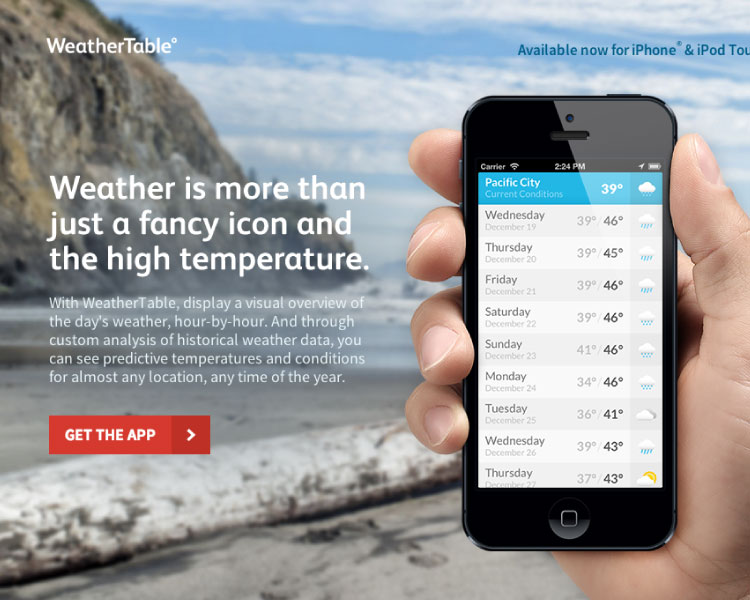 WeatherTable°
Available now for iPhone® & iPod Tou
Weather is more than
just a fancy icon and
the high temperature.
With WeatherTable, display a visual overview of
the day's weather, hour-by-hour. And through
custom analysis of historical weather data, you
can see predictive temperatures and conditions
for almost any location, any time of the year.
GET THE APP
Carrier 2:24 PM
Pacific City 39°
Current Conditions
Wednesday 39° / 46°
December 19
Thursday 39° / 45°
December 20
Friday 39° / 46°
December 21
Saturday 39° / 46°
December 22
Sunday 41° / 46°
December 23
Monday 34° / 46°
December 24
Tuesday 36° / 41°
December 25
Wednesday 39° / 43°
December 26
Thursday 37° / 43°
December 27